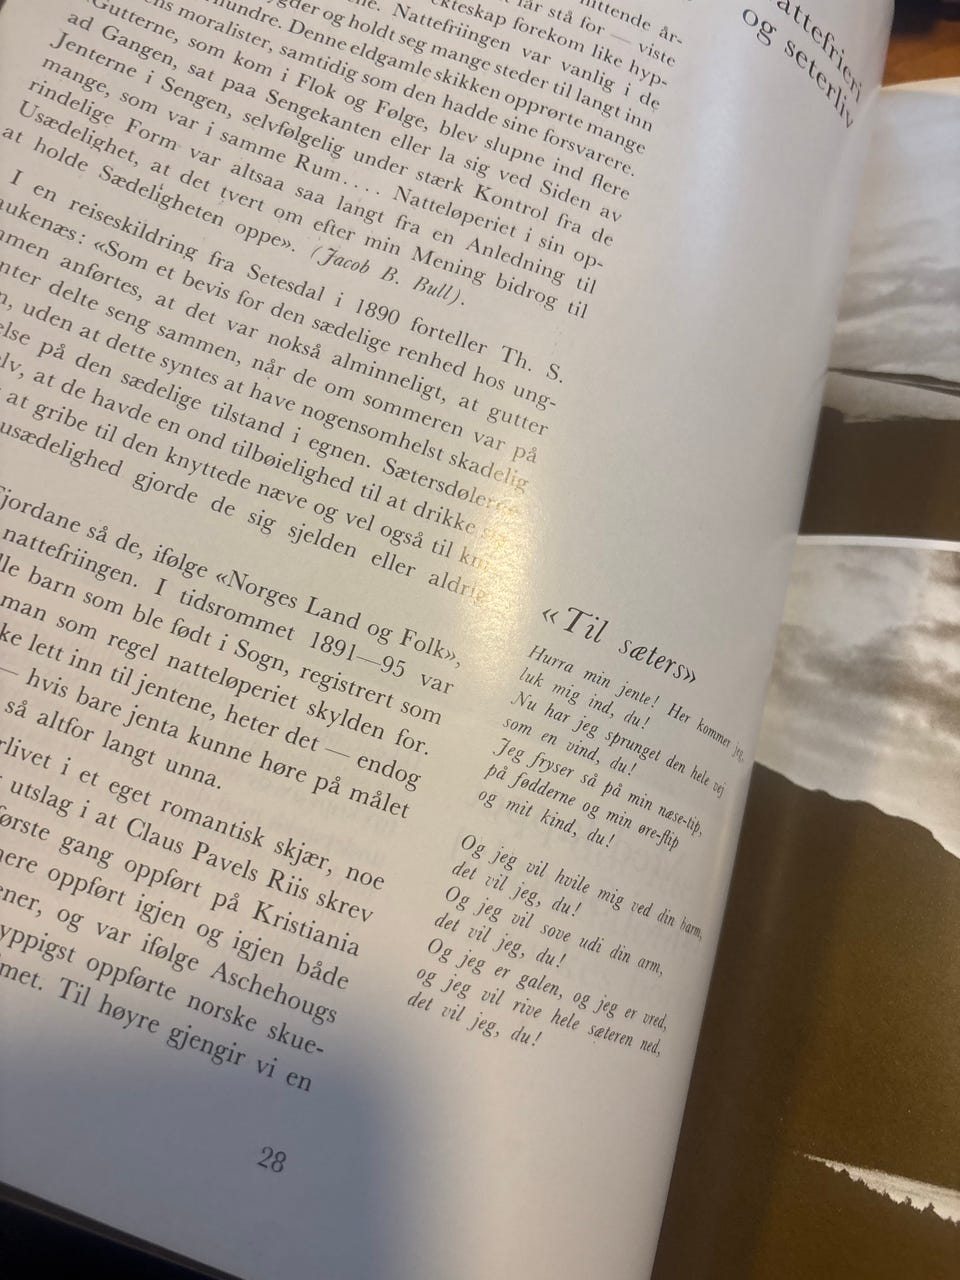 og seterliv
år stå for — viste
ekteskap forekom like hyp-
Nattefriingen var vanlig i de
og holdt seg mange steder til langt inn
Denne eldgamle skikken opprørte mange
moralister, samtidig som den hadde sine forsvarere.
«Gutterne, som kom i Flok og Følge, blev slupne ind flere
ad Gangen, sat paa Sengekanten eller la sig ved Siden av
Jenterne i Sengen, selvfølgelig under stærk Kontrol fra de
mange, som var i samme Rum.... Natteløperiet i sin op-
rindelige Form var altsaa saa langt fra en Anledning til
Usædelighet, at det tvert om efter min Mening bidrog til
at holde Sædeligheten oppe». (Jacob B. Bull).
I en reiseskildring fra Setesdal i 1890 forteller Th. S.
«Som et bevis for den sædelige renhed hos ung-
anførtes, at det var nokså alminneligt, at gutter
delte seng sammen, når de om sommeren var på
uden at dette syntes at have nogensomhelst skadelig
på den sædelige tilstand i egnen.
at de havde en ond tilbøielighed til at drikke
at gribe til den knyttede næve og vel også til
usædelighed gjorde de sig sjelden eller aldrig
så de, ifølge «Norges Land og Folk»,
nattefriingen. I tidsrommet 1891—95 var
barn som ble født i Sogn, registrert som
man som regel natteløperiet skylden for.
lett inn til jentene, heter det — endog
— hvis bare jenta kunne høre på målet
så altfor langt unna.
i et eget romantisk skjær, noe
utslag i at Claus Pavels Riis skrev
første gang oppført på Kristiania
oppført igjen og igjen både
og var ifølge Aschehougs
oppførte norske skue-
Til høyre gjengir vi en
28
«Til sæters»
Hurra min jente! Her kommer jeg,
luk mig ind, du!
Nu har jeg sprunget den hele vej
som en vind, du!
Jeg fryser så på min næse-tip,
på fødderne og min øre-flip
og mit kind, du!
Og jeg vil hvile mig ved din barm,
det vil jeg, du!
Og jeg vil sove udi din arm,
det vil jeg, du!
Og jeg er galen, og jeg er vred,
og jeg vil rive hele sæteren ned,
det vil jeg, du!